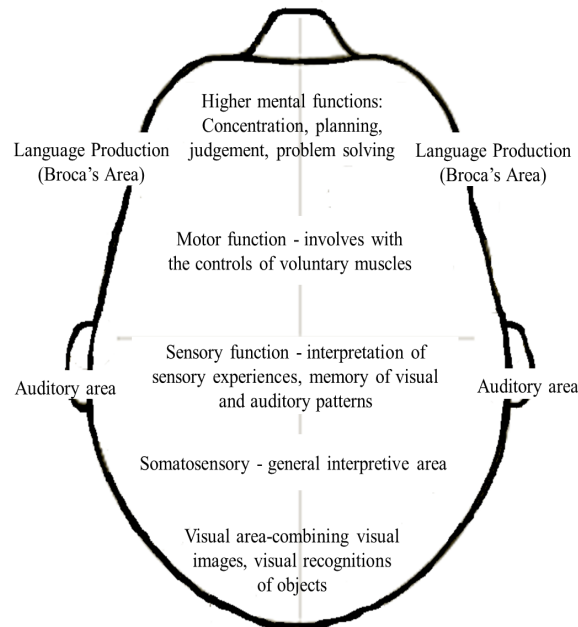 Higher mental functions:
Concentration, planning,
judgement, problem solving
Language Production
(Broca's Area)
Language Production
(Broca's Area)
Motor function - involves with
the controls of voluntary muscles
Sensory function - interpretation of
sensory experiences, memory of visual
and auditory patterns
Auditory area
Auditory area
Somatosensory - general interpretive area
Visual area-combining visual
images, visual recognitions
of objects